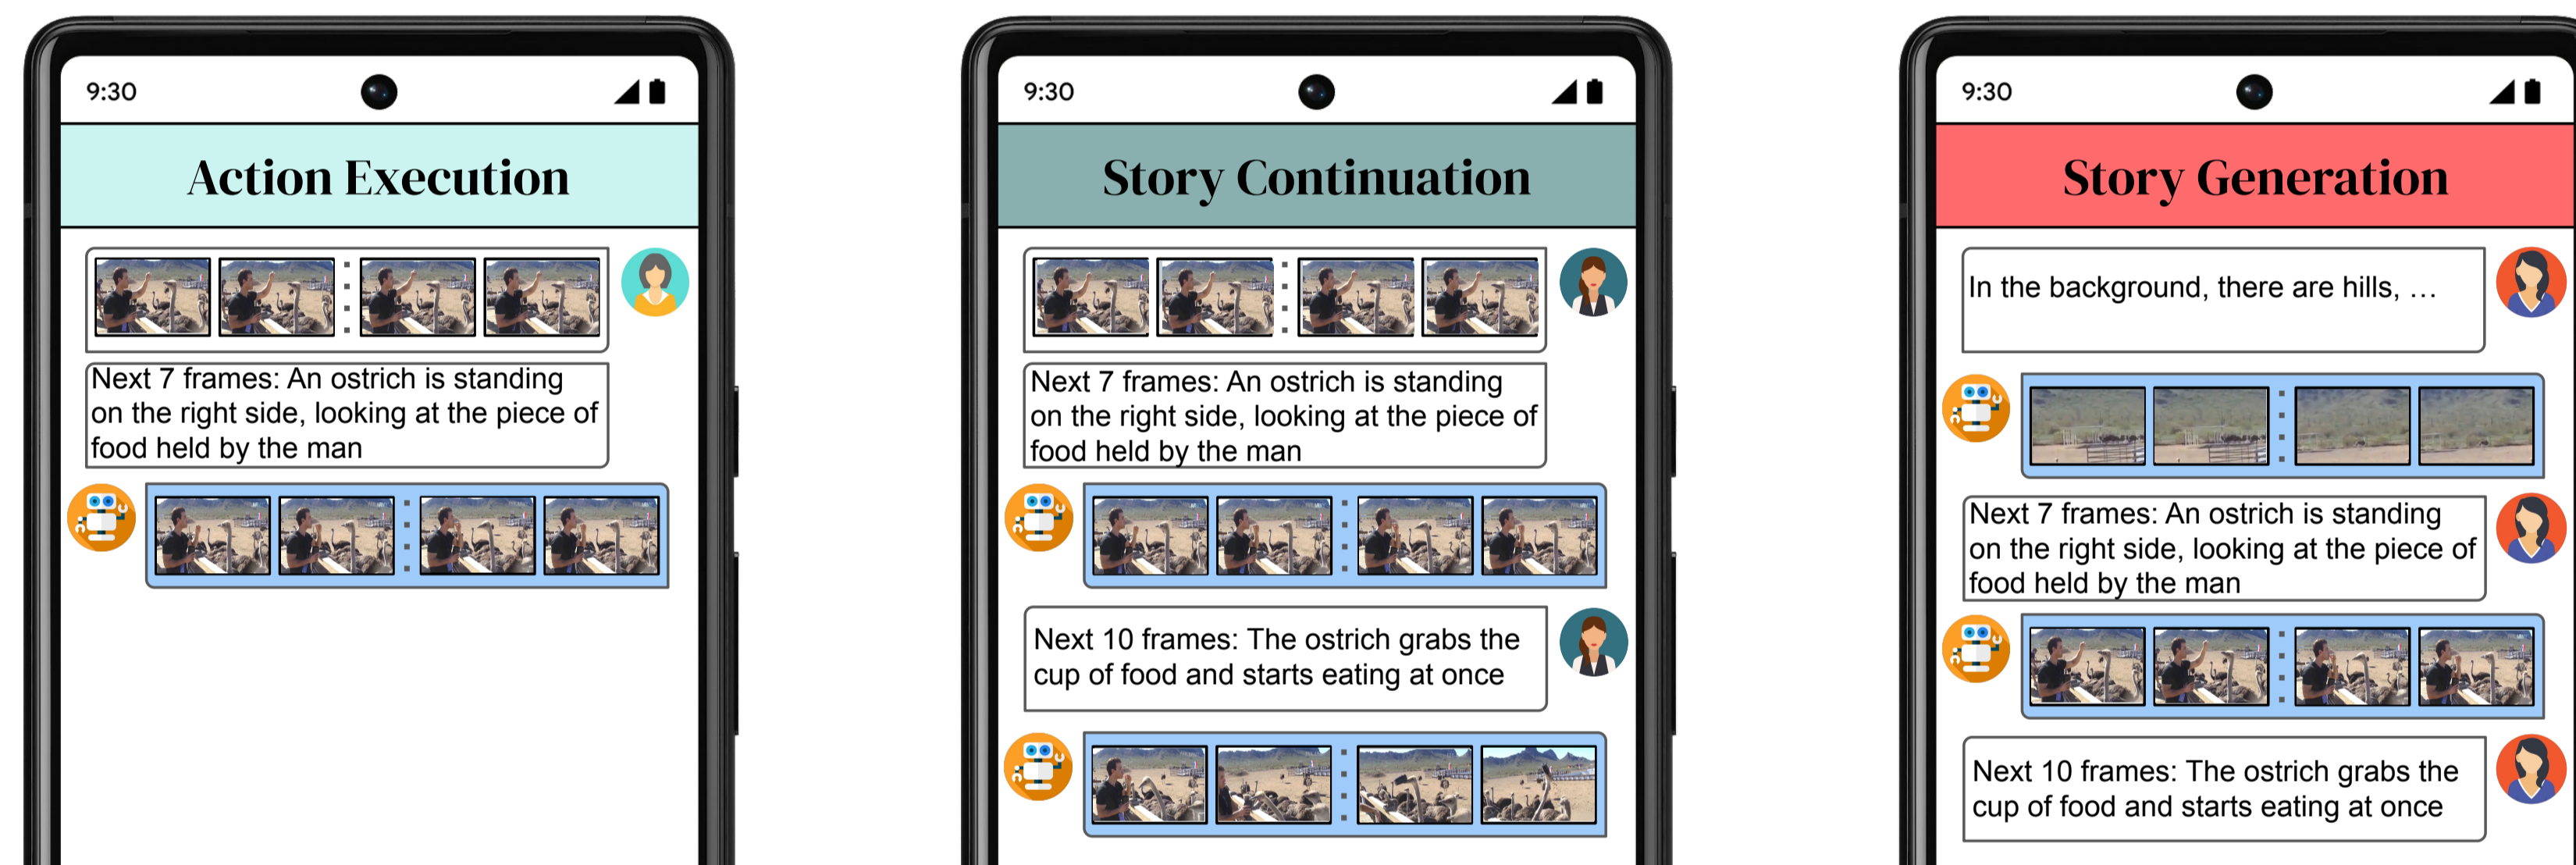 9:30
Action Execution
Next 7 frames: An ostrich is standing
on the right side, looking at the piece of
food held by the man
9:30
Story Continuation
Next 7 frames: An ostrich is standing
on the right side, looking at the piece of
food held by the man
Next 10 frames: The ostrich grabs the
cup of food and starts eating at once
9:30
Story Generation
In the background, there are hills, ...
Next 7 frames: An ostrich is standing
on the right side, looking at the piece of
food held by the man
Next 10 frames: The ostrich grabs the
cup of food and starts eating at once